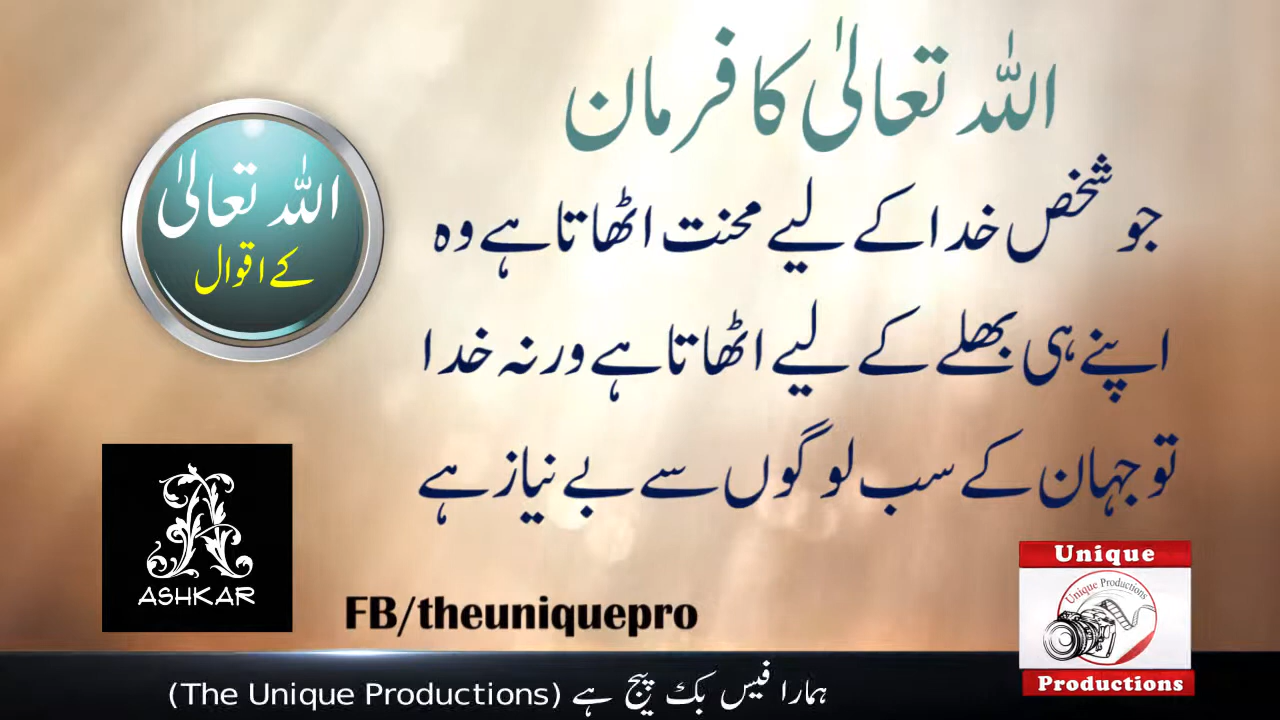 اللہ تعالیٰ کا فرمان
جو شخص خدا کے لیے محنت اٹھاتا ہے وہ
اپنے ہی بھلے کے لیے اٹھاتا ہے ورنہ خدا
تو جہان کے سب لوگوں سے بے نیاز ہے
اللہ تعالیٰ
کے اقوال
ASHKAR
FB/theuniquepro
Unique
Unique Productions
Productions
ہمارا فیس بک پیج ہے (The Unique Productions)